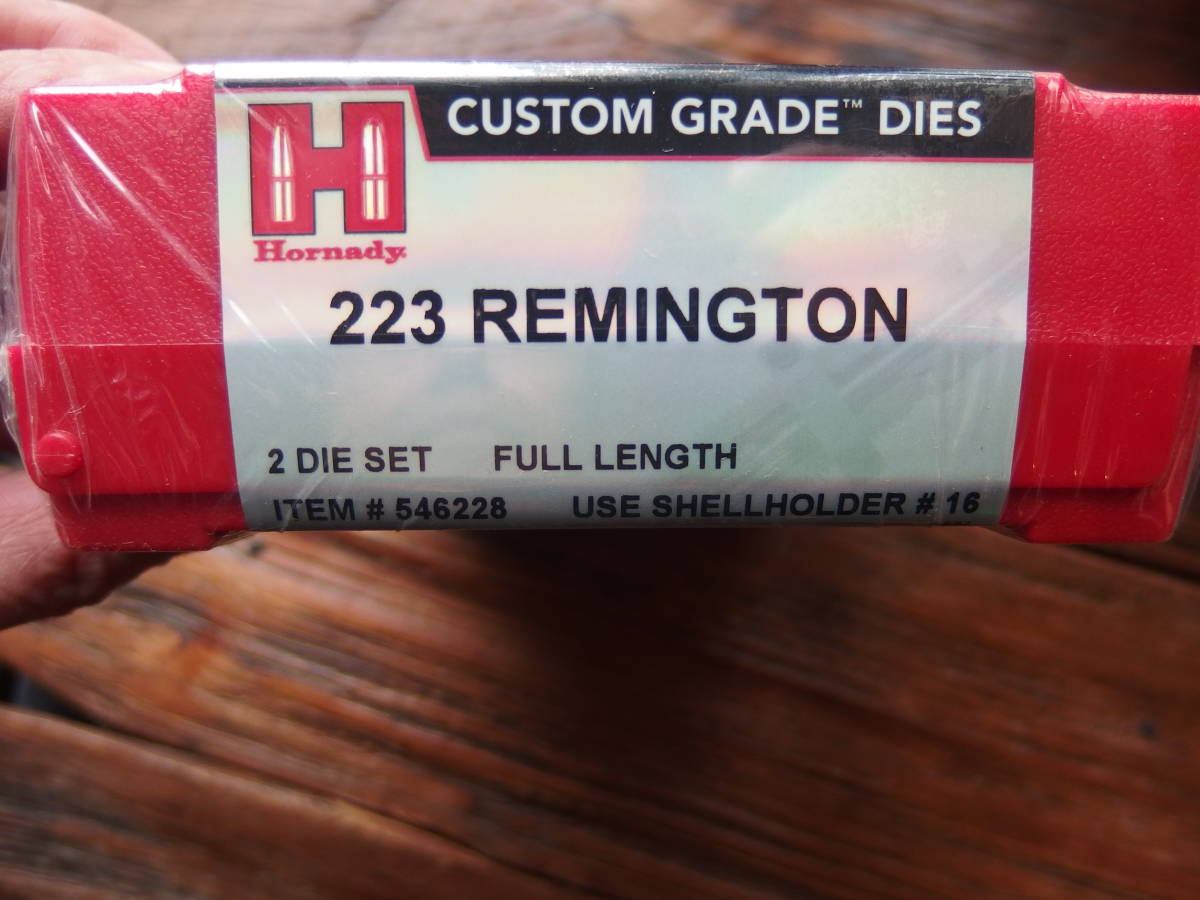 CUSTOM GRADE™ DIES
H
Hornady
223 REMINGTON
2 DIE SET FULL LENGTH
ITEM # 546228 USE SHELLHOLDER # 16